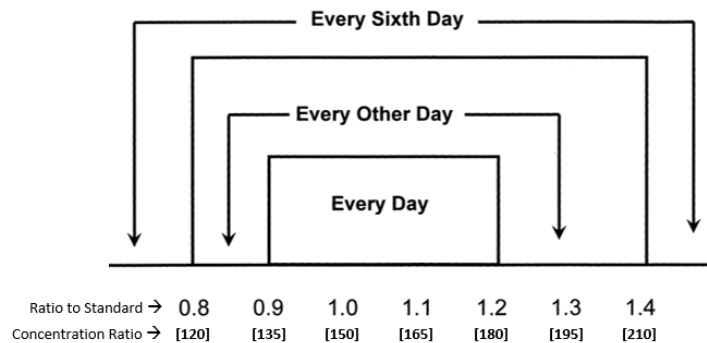 Every Sixth Day
Every Other Day
Every Day
Ratio to Standard → 0.8 0.9 1.0 1.1 1.2 1.3 1.4
Concentration Ratio → [120] [135] [150] [165] [180] [195] [210]